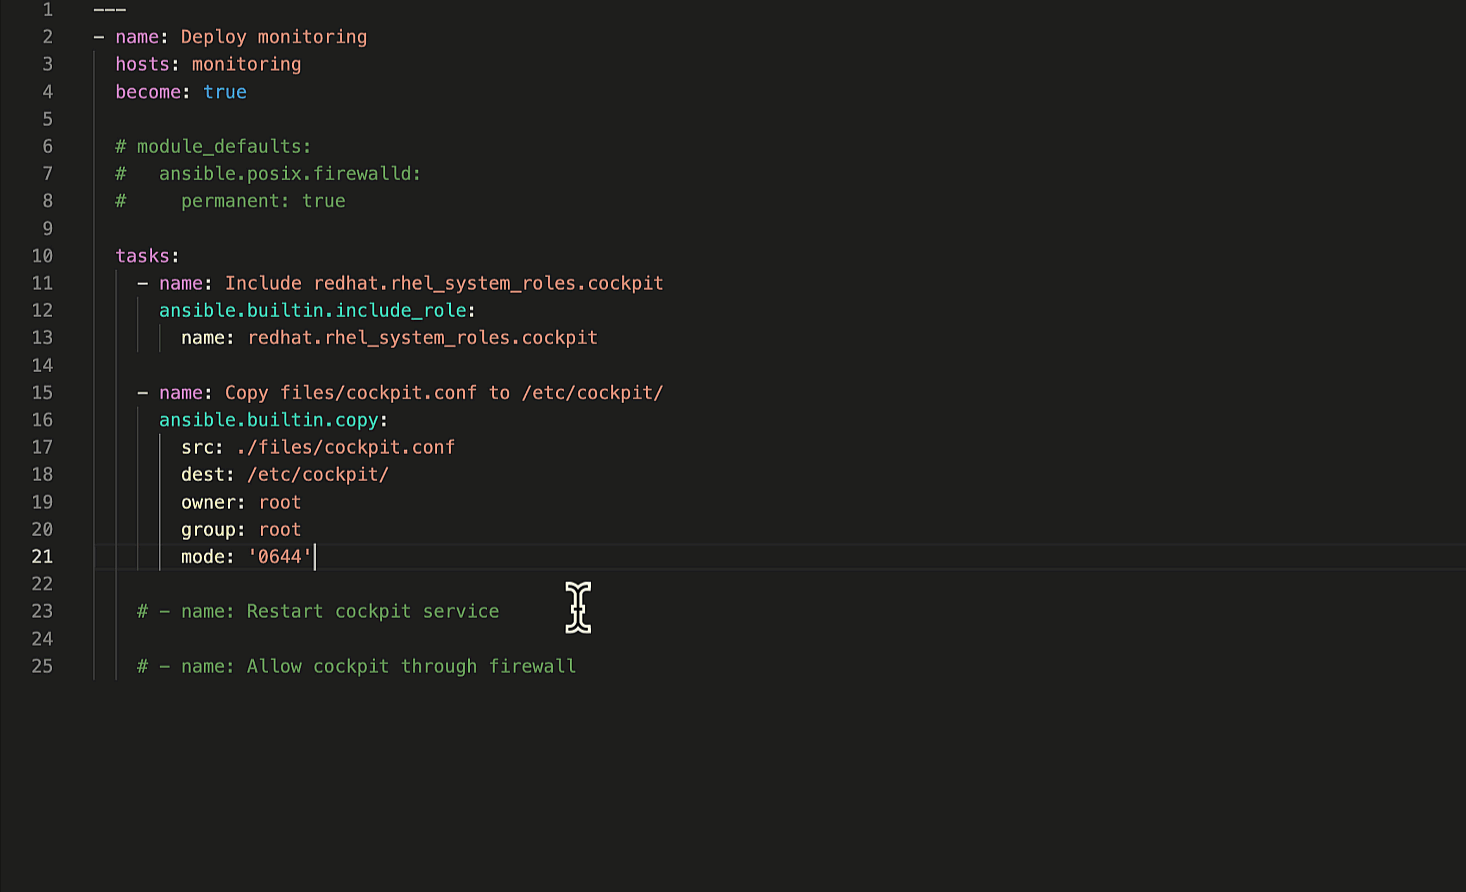 1 ---
2 - name: Deploy monitoring
3   hosts: monitoring
4   become: true
5
6   # module_defaults:
7   #   ansible.posix.firewalld:
8   #     permanent: true
9
10   tasks:
11     - name: Include redhat.rhel_system_roles.cockpit
12       ansible.builtin.include_role:
13         name: redhat.rhel_system_roles.cockpit
14
15     - name: Copy files/cockpit.conf to /etc/cockpit/
16       ansible.builtin.copy:
17         src: ./files/cockpit.conf
18         dest: /etc/cockpit/
19         owner: root
20         group: root
21         mode: '0644'
22
23     # - name: Restart cockpit service
24
25     # - name: Allow cockpit through firewall